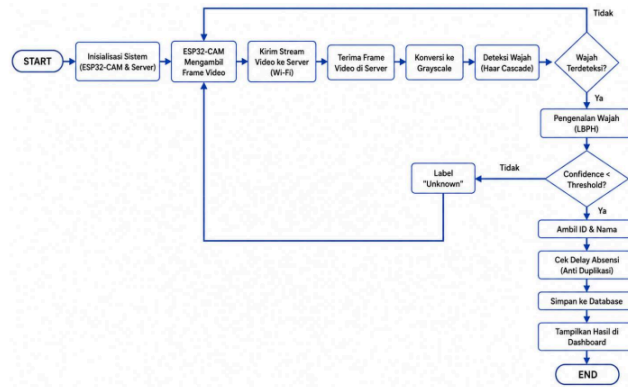 Tidak
START
Inisialisasi Sistem
(ESP32-CAM & Server)
ESP32-CAM
Mengambil
Frame Video
Kirim Stream
Video ke Server
(Wi-Fi)
Terima Frame
Video di Server
Konversi ke
Grayscale
Deteksi Wajah
(Haar Cascade)
Wajah
Terdeteksi?
Ya
Pengenalan Wajah
(LBPH)
Confidence <
Threshold?
Tidak
Label
"Unknown"
Ya
Ambil ID & Nama
Cek Delay Absensi
(Anti Duplikasi)
Simpan ke Database
Tampilkan Hasil di
Dashboard
END